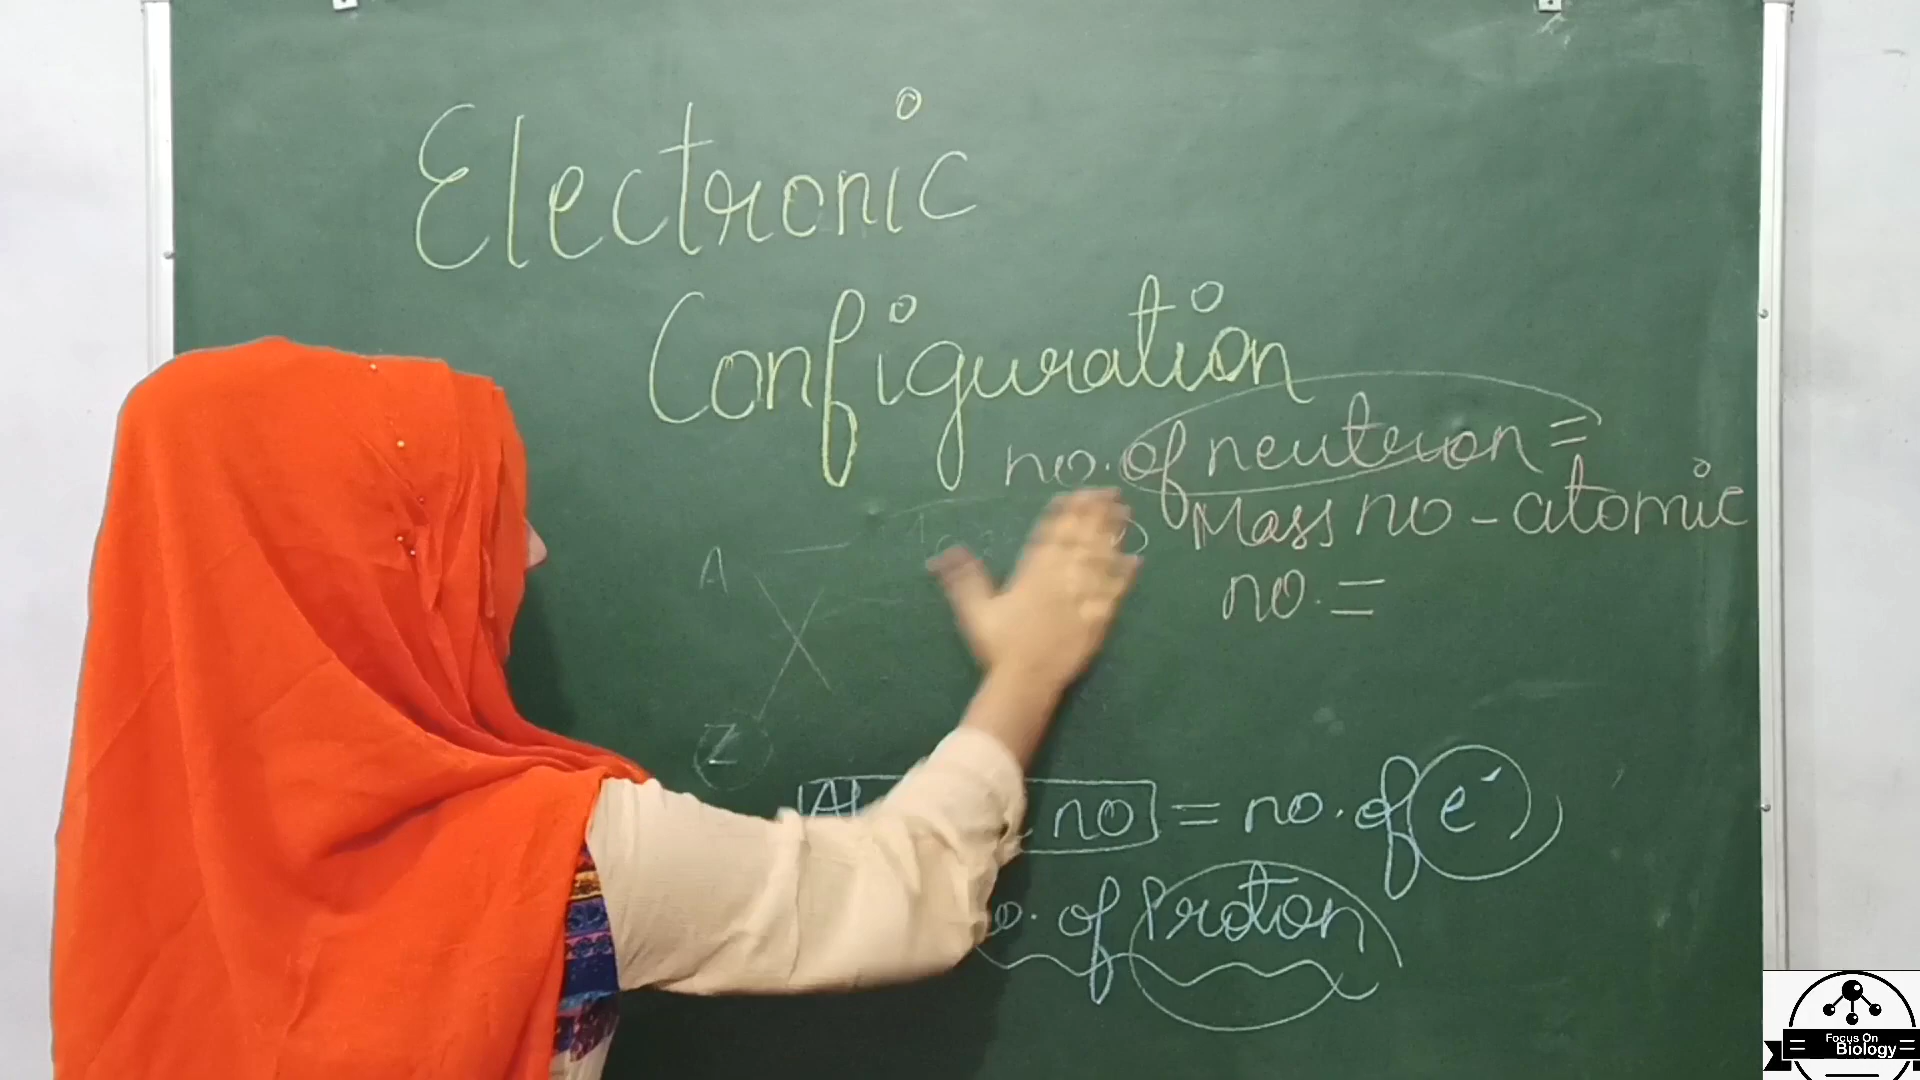 Electronic
Configuration
no. of neutron =
Mass no - atomic
no. =
A
X
Z
no = no. of e⁻
of Proton
Focus On
Biology